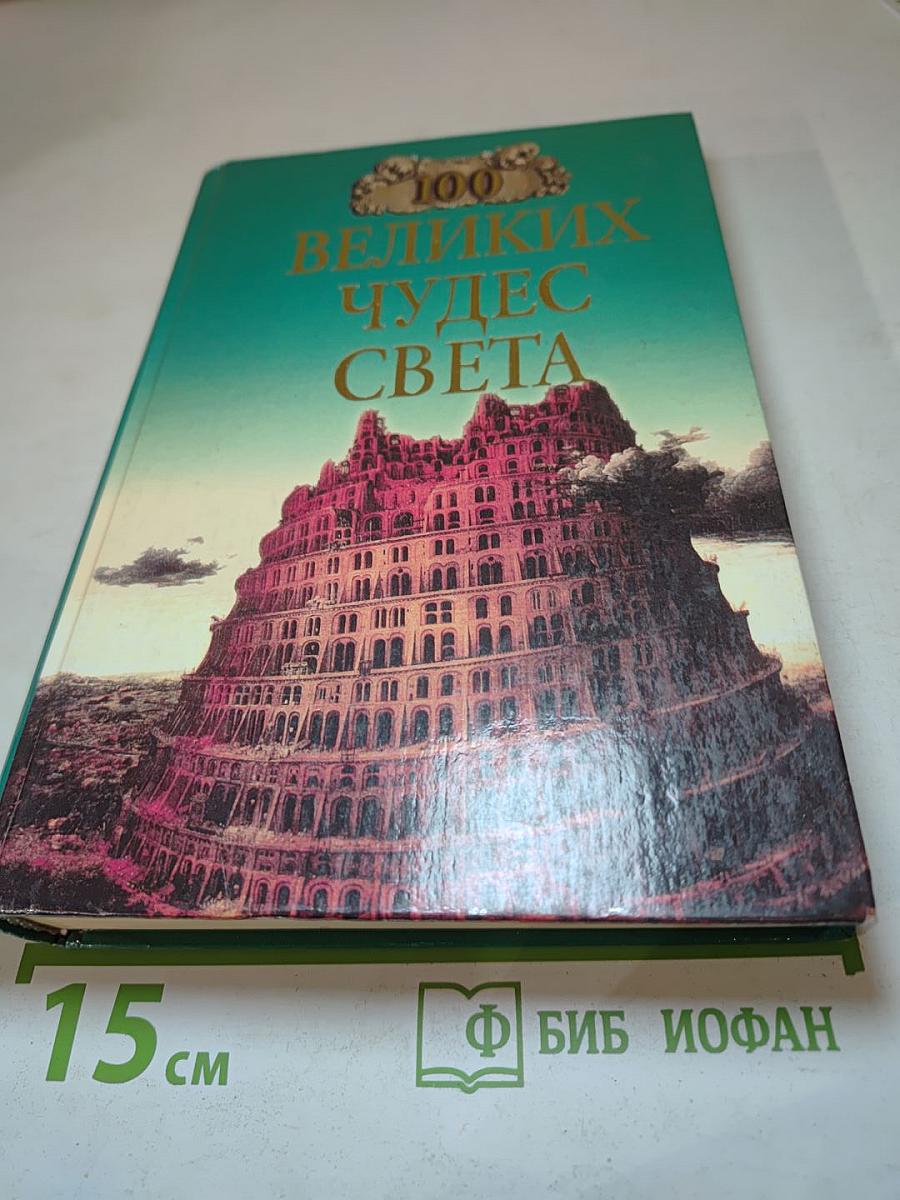 100
ВЕЛИКИХ
ЧУДЕС
СВЕТА
15 см
Ф БИБ ИОФАН